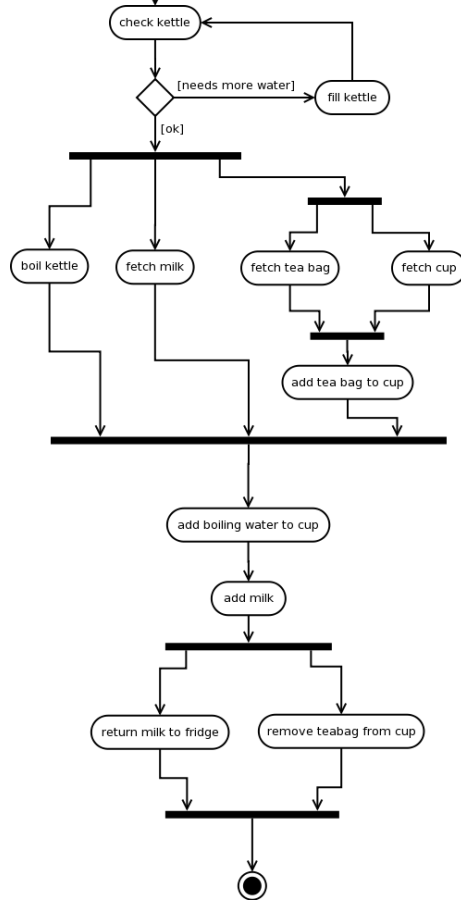 check kettle
[needs more water]
fill kettle
[ok]
boil kettle
fetch milk
fetch tea bag
fetch cup
add tea bag to cup
add boiling water to cup
add milk
return milk to fridge
remove teabag from cup